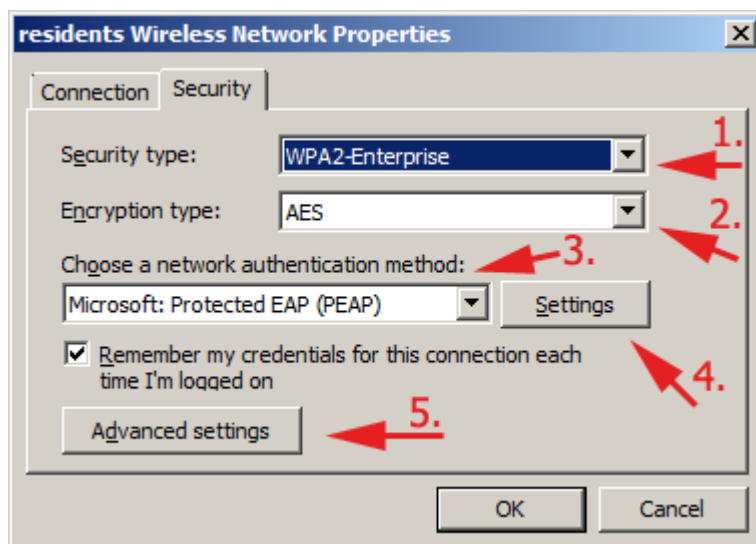 residents Wireless Network Properties
Connection
Security
Security type:
WPA2-Enterprise
1.
Encryption type:
AES
2.
Choose a network authentication method:
3.
Microsoft: Protected EAP (PEAP)
Settings
4.
Remember my credentials for this connection each
time I'm logged on
Advanced settings
5.
OK
Cancel